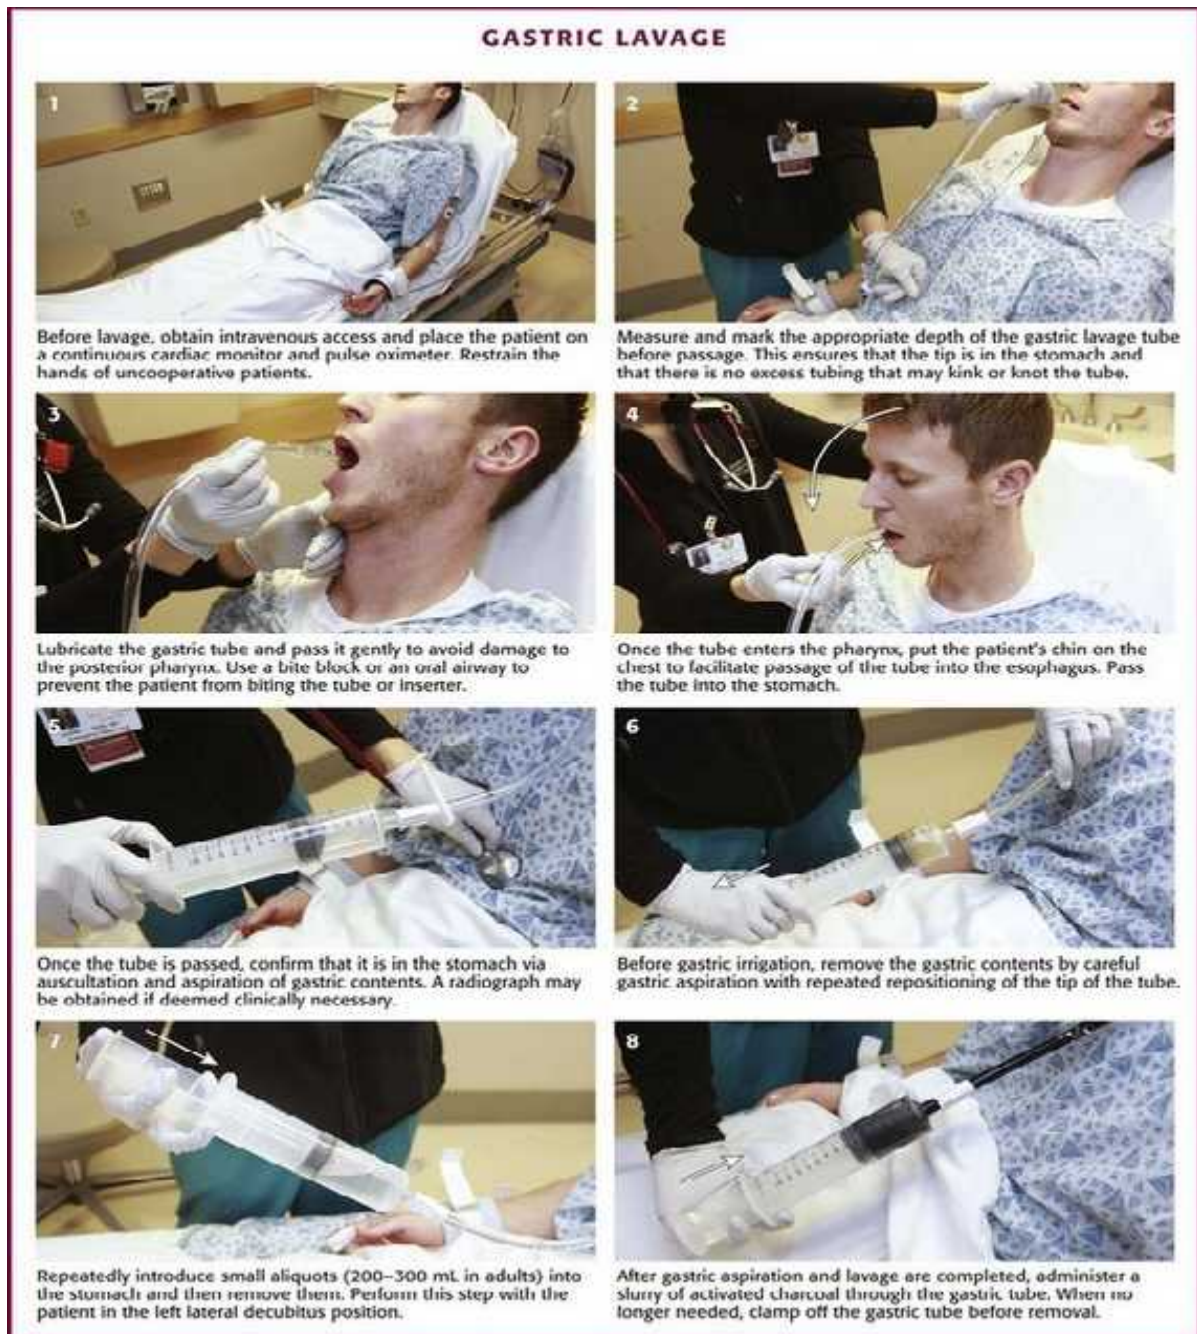 GASTRIC LAVAGE
1
Before lavage, obtain intravenous access and place the patient on
a continuous cardiac monitor and pulse oximeter. Restrain the
hands of uncooperative patients.
2
Measure and mark the appropriate depth of the gastric lavage tube
before passage. This ensures that the tip is in the stomach and
that there is no excess tubing that may kink or knot the tube.
3
Lubricate the gastric tube and pass it gently to avoid damage to
the posterior pharynx. Use a bite block or an oral airway to
prevent the patient from biting the tube or inserter.
4
Once the tube enters the pharynx, put the patient's chin on the
chest to facilitate passage of the tube into the esophagus. Pass
the tube into the stomach.
5
Once the tube is passed, confirm that it is in the stomach via
auscultation and aspiration of gastric contents. A radiograph may
be obtained if deemed clinically necessary.
6
Before gastric irrigation, remove the gastric contents by careful
gastric aspiration with repeated repositioning of the tip of the tube.
7
Repeatedly introduce small aliquots (200–300 mL in adults) into
the stomach and then remove them. Perform this step with the
patient in the left lateral decubitus position.
8
After gastric aspiration and lavage are completed, administer a
slurry of activated charcoal through the gastric tube. When no
longer needed, clamp off the gastric tube before removal.